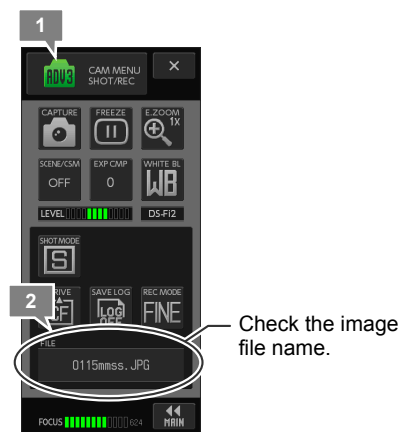 1
ADV3
CAM MENU
SHOT/REC
×
CAPTURE
FREEZE
E.ZOOM
1X
SCENE/CSM
OFF
EXP CMP
0
WHITE BL
WB
LEVEL
DS-Fi2
SHOT MODE
S
2
CF
SAVE LOG
LOG
OFF
REC MODE
FINE
FILE
0115mmss.JPG
Check the image
file name.
FOCUS
624
MAIN